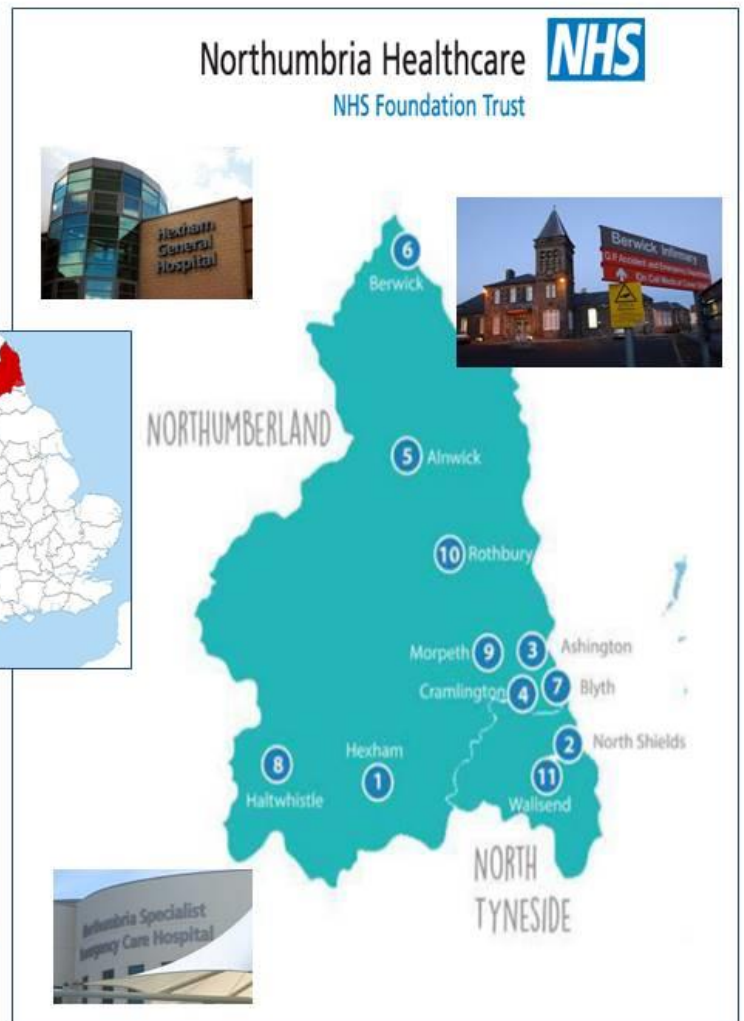 Northumbria Healthcare NHS
NHS Foundation Trust
Hexham
General
Hospital
Berwick Infirmary
6
Berwick
NORTHUMBERLAND
5 Alnwick
10 Rothbury
Morpeth 9
3 Ashington
Cramlington 4
7 Blyth
2 North Shields
Hexham
8
1
11
Haltwhistle
Wallsend
NORTH
TYNESIDE
Northumbria Specialist
Emergency Care Hospital